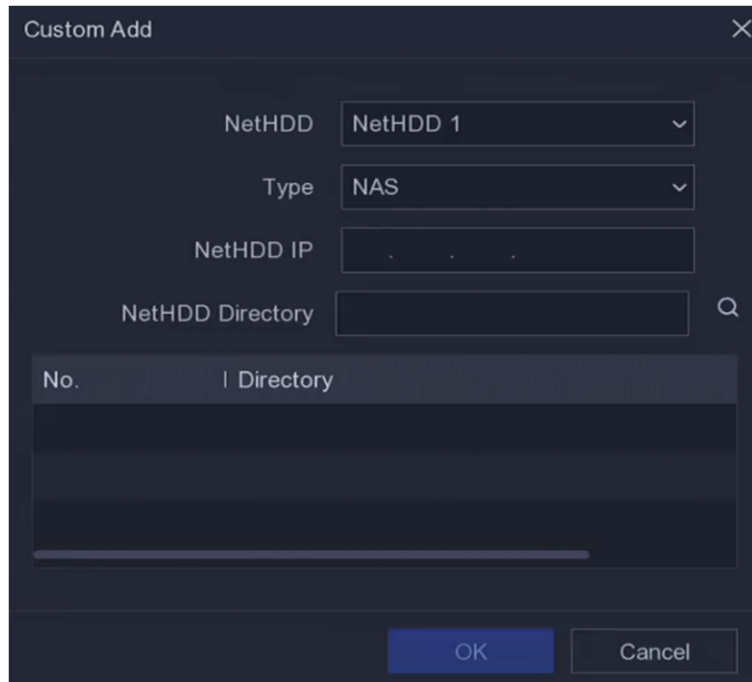 Custom Add
NetHDD NetHDD 1
Type NAS
NetHDD IP . . .
NetHDD Directory
No. | Directory
OK Cancel